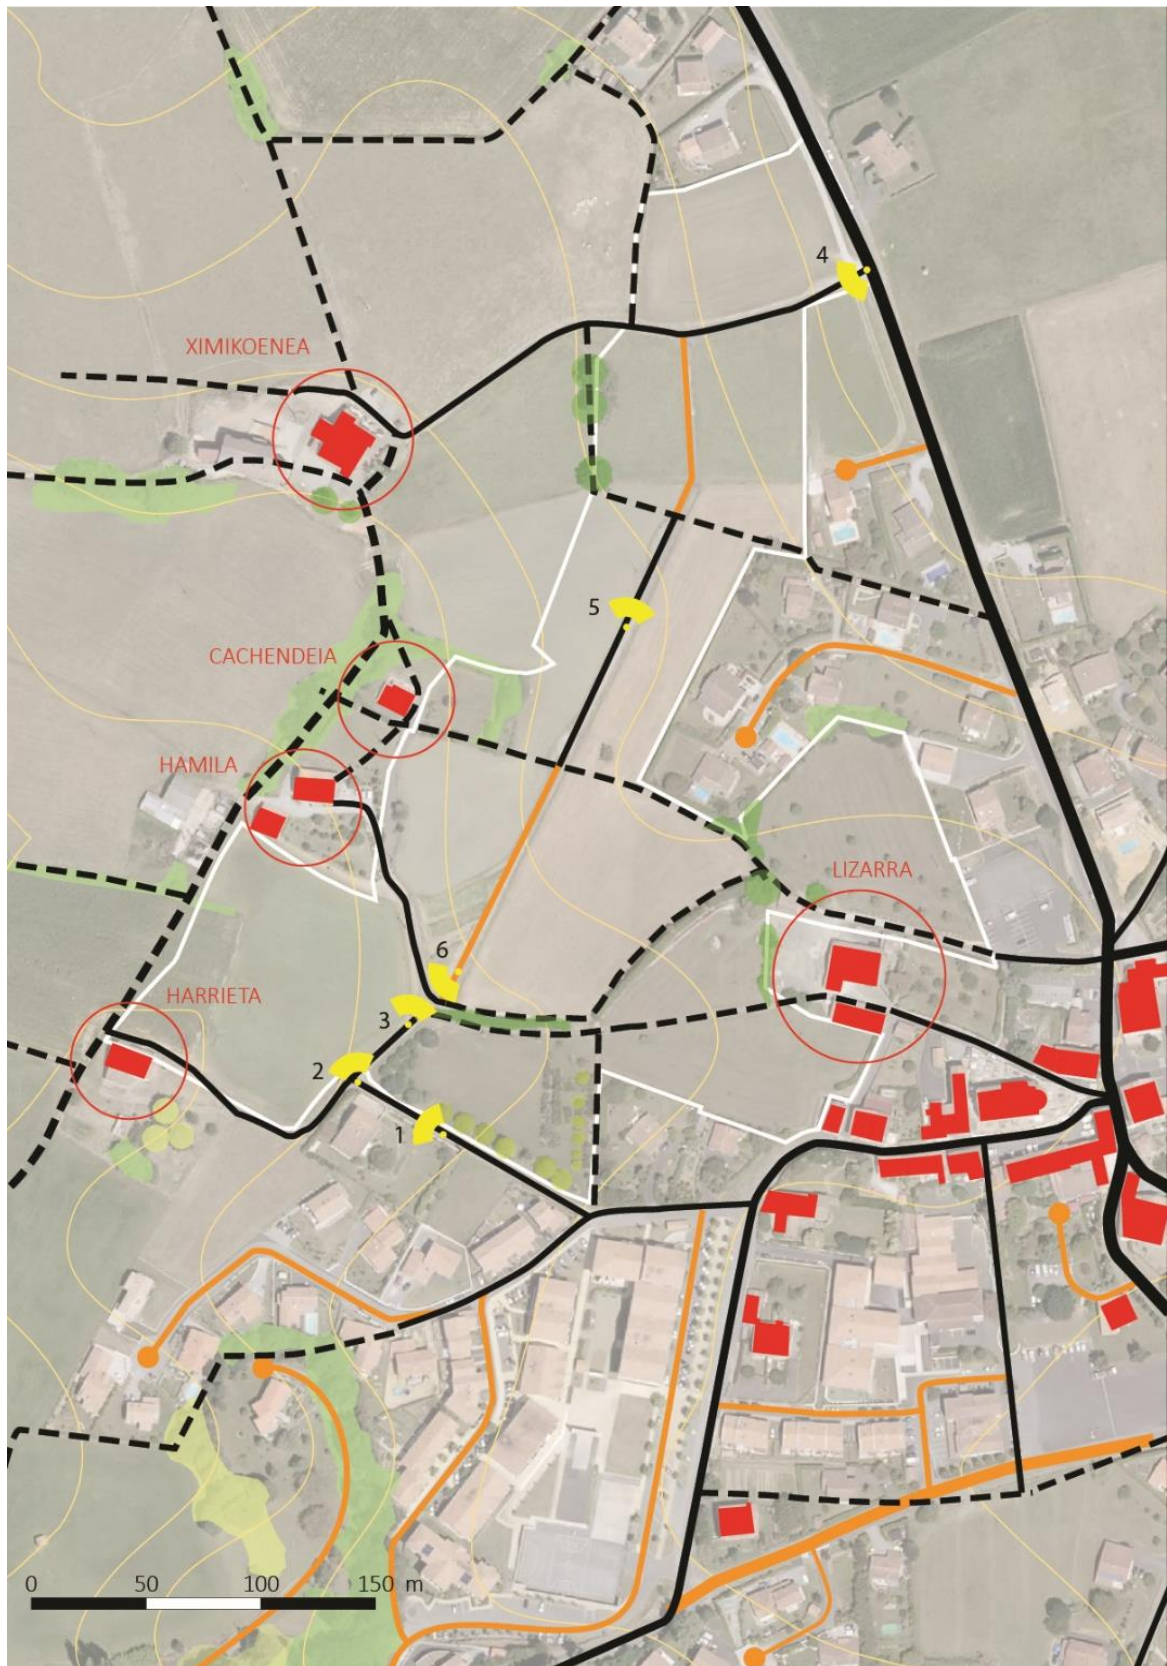 4
XIMIKOENEA
5
CACHENDEIA
HAMILA
LIZARRA
6
HARRIETA
3
2
1
0 50 100 150 m